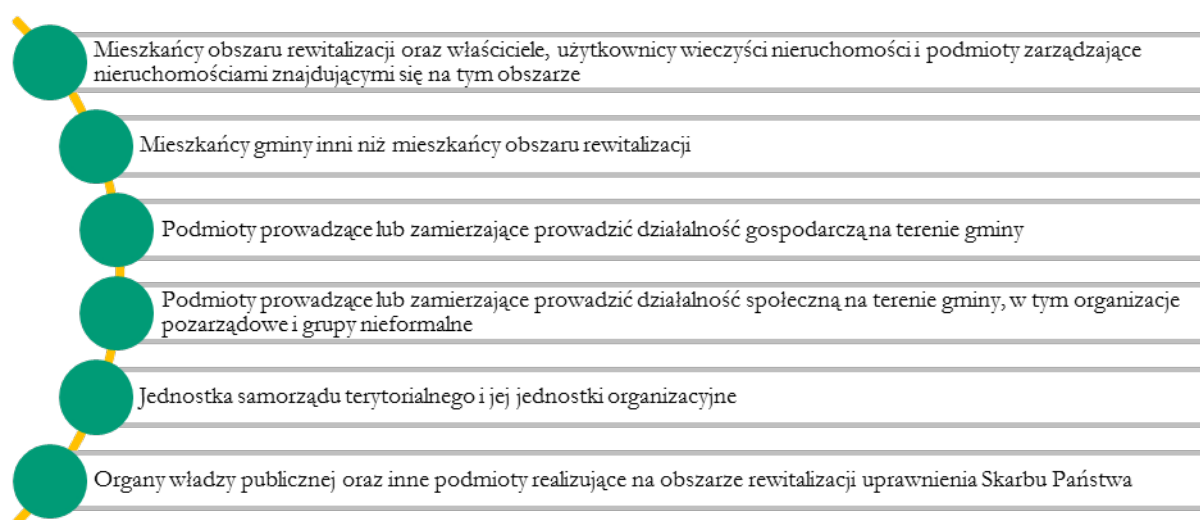 Mieszkańcy obszaru rewitalizacji oraz właściciele, użytkownicy wieczyści nieruchomości i podmioty zarządzające
nieruchomościami znajdującymi się na tym obszarze
Mieszkańcy gminy inni niż mieszkańcy obszaru rewitalizacji
Podmioty prowadzące lub zamierzające prowadzić działalność gospodarczą na terenie gminy
Podmioty prowadzące lub zamierzające prowadzić działalność społeczną na terenie gminy, w tym organizacje
pozarządowe i grupy nieformalne
Jednostka samorządu terytorialnego i jej jednostki organizacyjne
Organy władzy publicznej oraz inne podmioty realizujące na obszarze rewitalizacji uprawnienia Skarbu Państwa